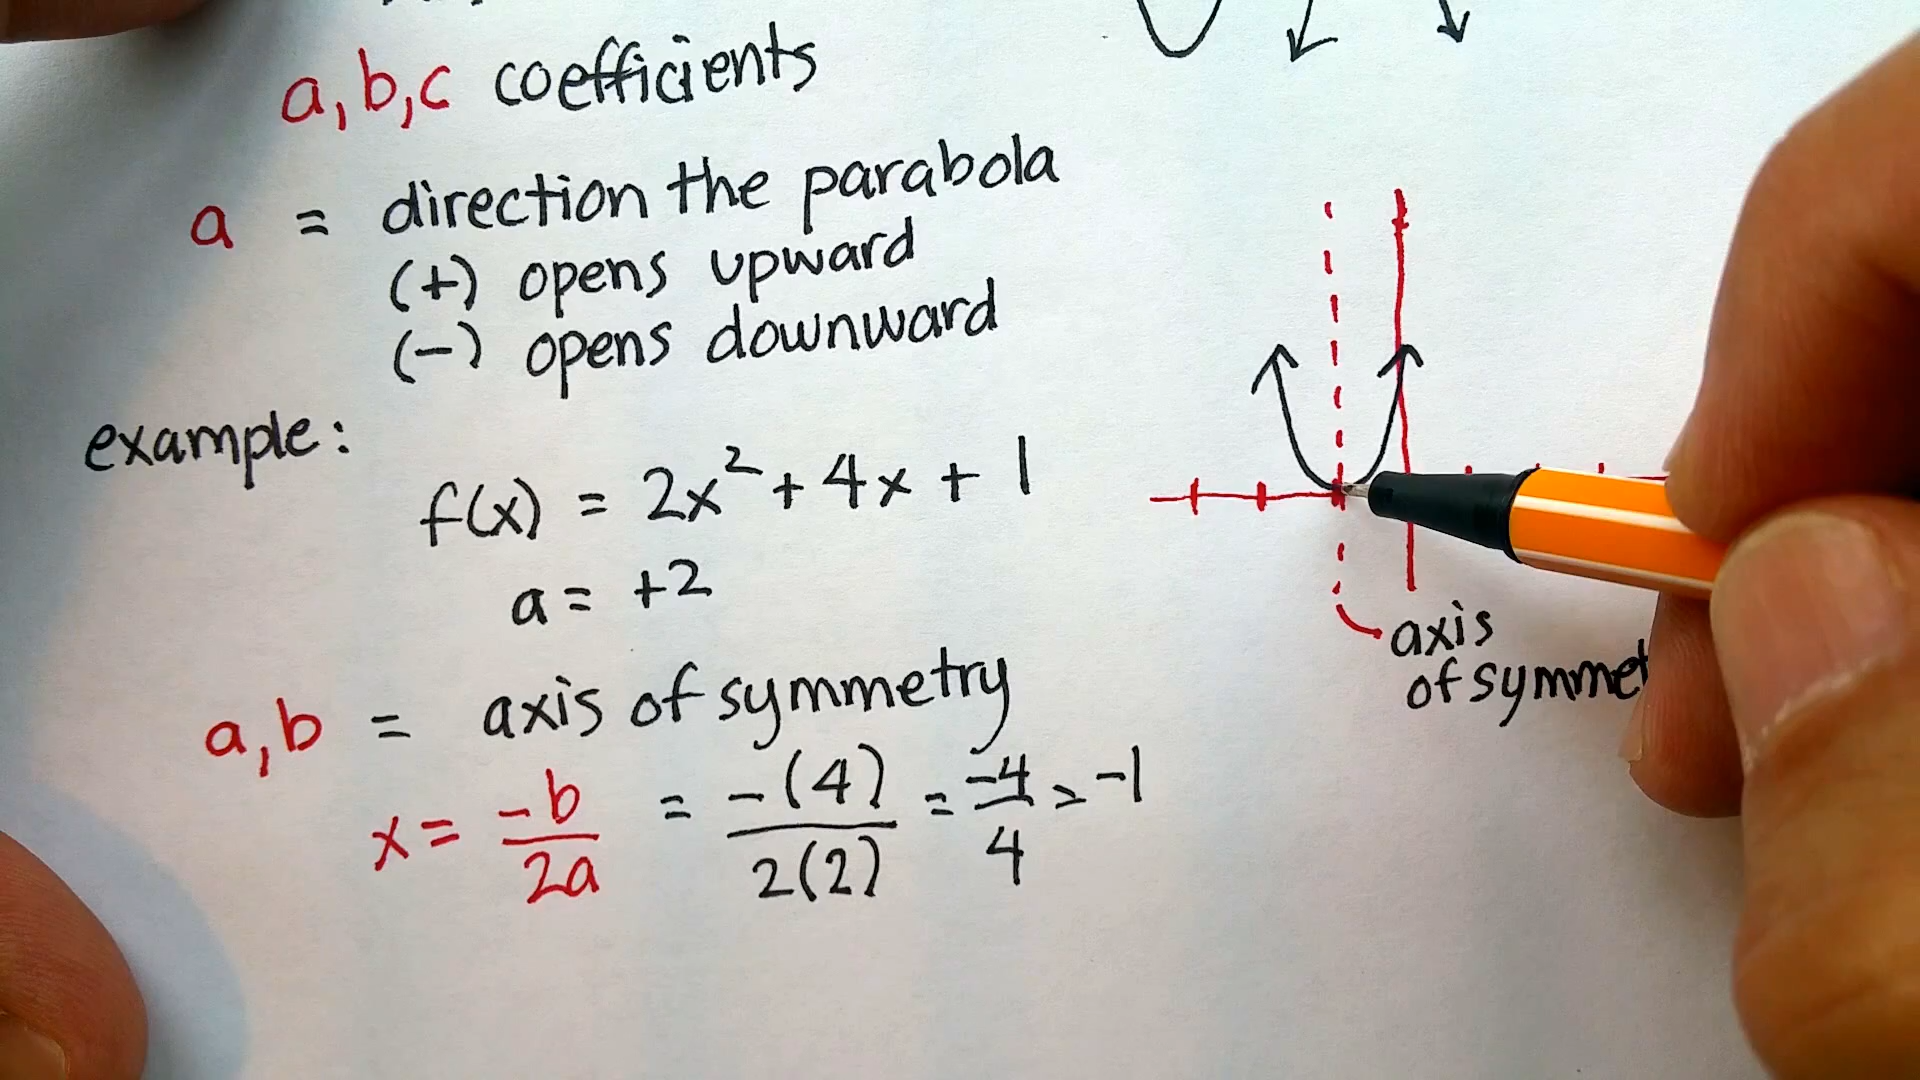 a, b, c coefficients
a = direction the parabola
(+) opens upward
(-) opens downward
example:
f(x) = 2x² + 4x + 1
a = +2
a, b = axis of symmetry
x = -b/2a = -(4)/2(2) = -4/4 = -1
axis
of symmet